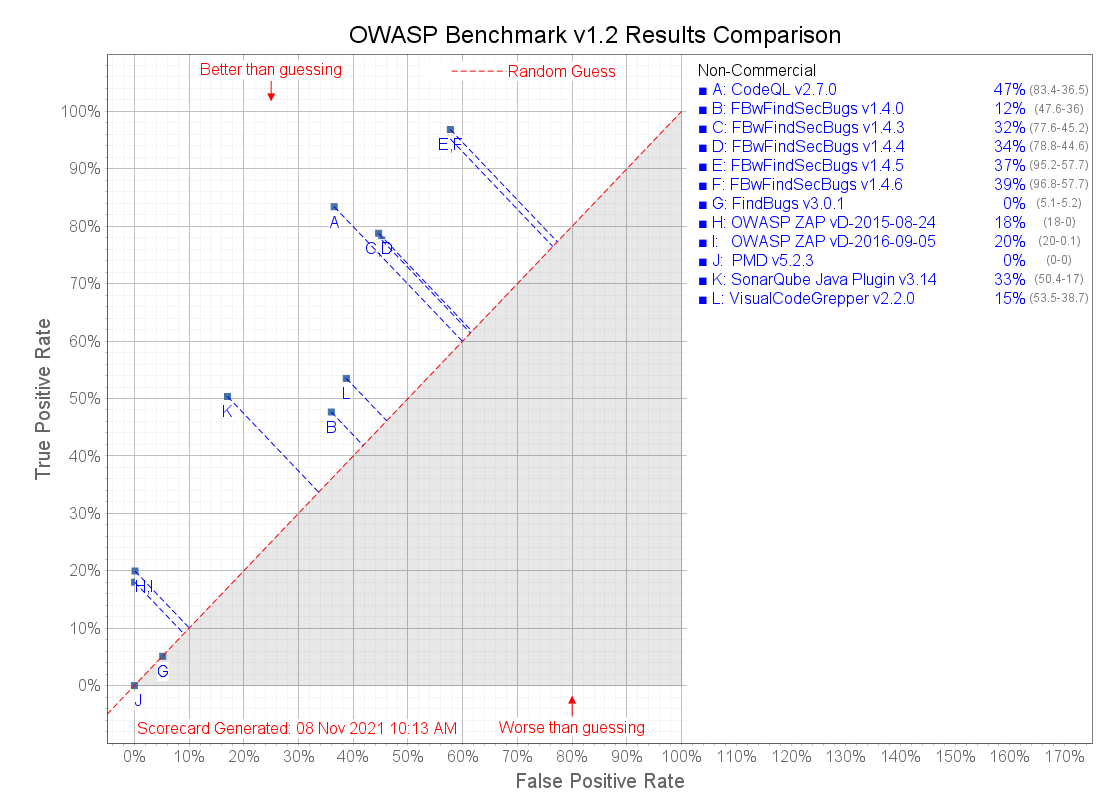 OWASP Benchmark v1.2 Results Comparison
Better than guessing
Random Guess
Non-Commercial
A: CodeQL v2.7.0 47% (83.4-36.5)
B: FBwFindSecBugs v1.4.0 12% (47.6-36)
C: FBwFindSecBugs v1.4.3 32% (77.6-45.2)
D: FBwFindSecBugs v1.4.4 34% (78.8-44.6)
E: FBwFindSecBugs v1.4.5 37% (95.2-57.7)
F: FBwFindSecBugs v1.4.6 39% (96.8-57.7)
G: FindBugs v3.0.1 0% (5.1-5.2)
H: OWASP ZAP vD-2015-08-24 18% (18-0)
I: OWASP ZAP vD-2016-09-05 20% (20-0.1)
J: PMD v5.2.3 0% (0-0)
K: SonarQube Java Plugin v3.14 33% (50.4-17)
L: VisualCodeGrepper v2.2.0 15% (53.5-38.7)
True Positive Rate
100%
90%
80%
70%
60%
50%
40%
30%
20%
10%
0%
E,F
A
C,D
L
K
B
H,I
G
J
Scorecard Generated: 08 Nov 2021 10:13 AM
Worse than guessing
0% 10% 20% 30% 40% 50% 60% 70% 80% 90% 100% 110% 120% 130% 140% 150% 160% 170%
False Positive Rate